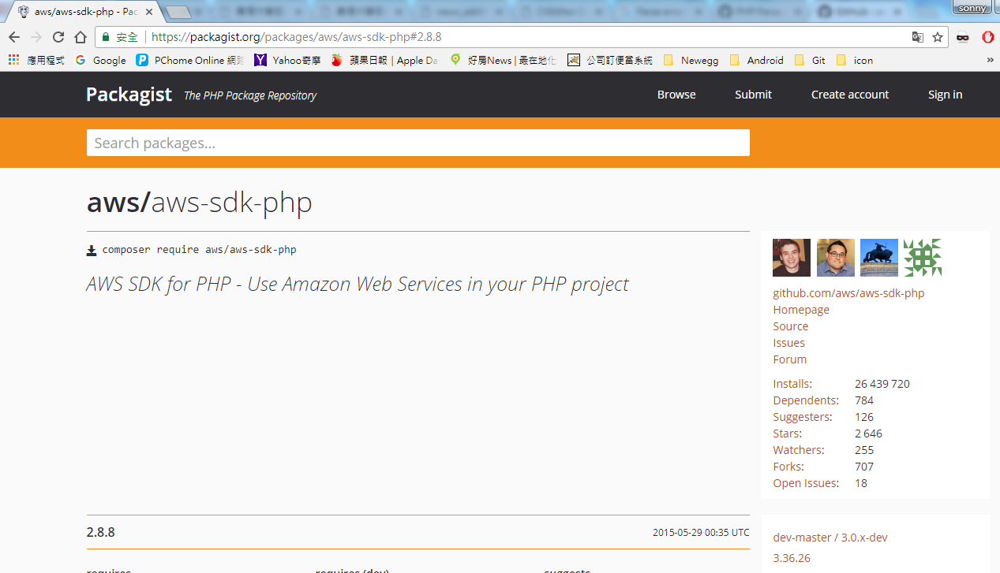 aws/aws-sdk-php - Pac
sonny
安全 https://packagist.org/packages/aws/aws-sdk-php#2.8.8
應用程式 Google PChome Online 網路 Yahoo奇摩 蘋果日報 | Apple Da 好房News | 最在地化 公司訂便當系統 Newegg Android Git icon »
Packagist The PHP Package Repository Browse Submit Create account Sign in
Search packages...
aws/aws-sdk-php
composer require aws/aws-sdk-php
AWS SDK for PHP - Use Amazon Web Services in your PHP project
github.com/aws/aws-sdk-php
Homepage
Source
Issues
Forum
Installs: 26 439 720
Dependents: 784
Suggesters: 126
Stars: 2 646
Watchers: 255
Forks: 707
Open Issues: 18
2.8.8 2015-05-29 00:35 UTC
dev-master / 3.0.x-dev
3.36.26
requires requires (dev) suggests